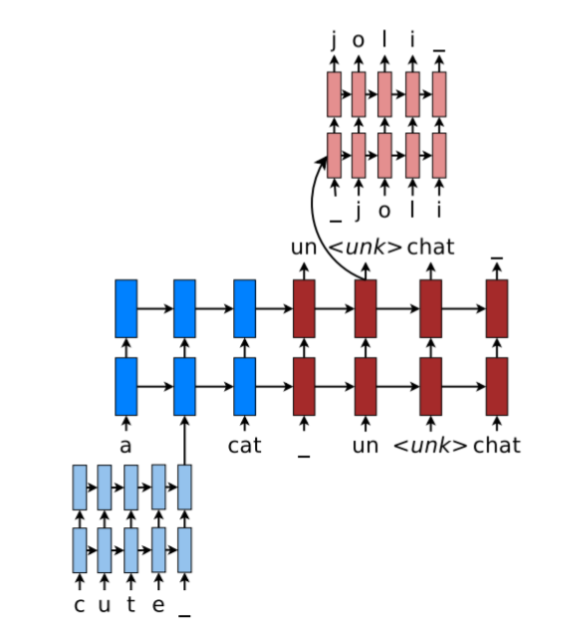 j o l i _
_ j o l i
un <unk> chat _
a cat _ un <unk> chat
c u t e _